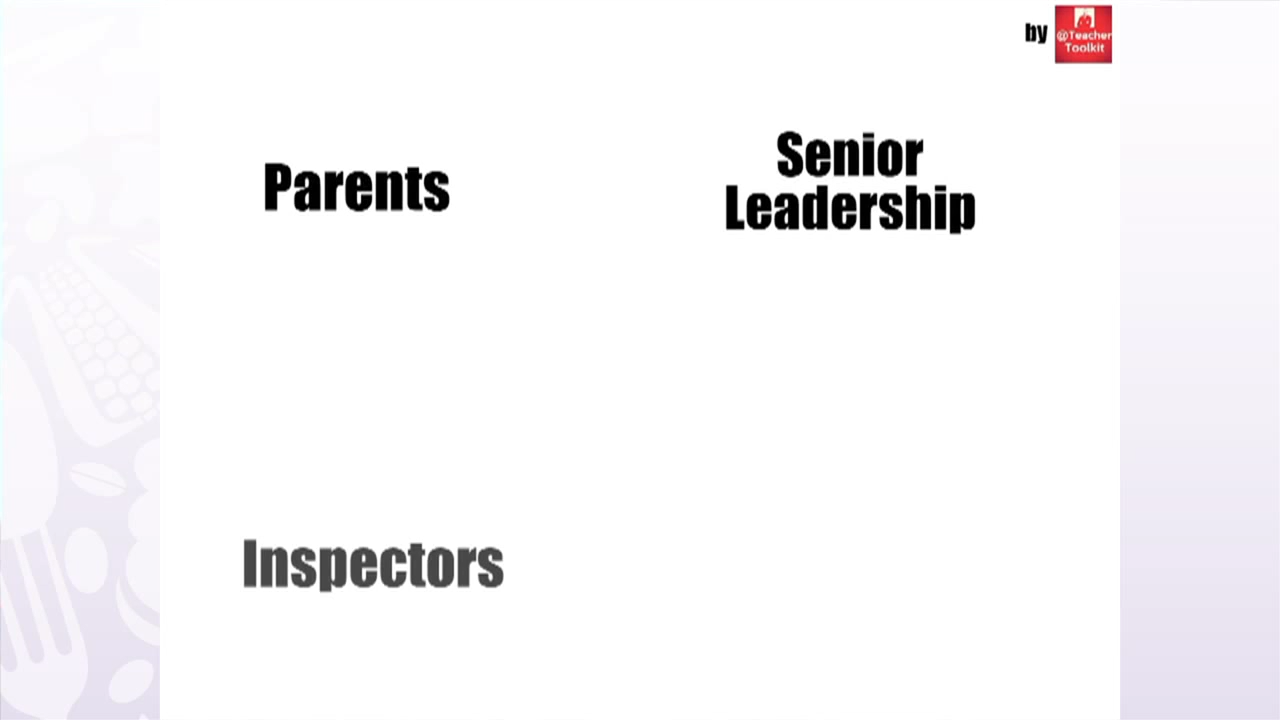 by @Teacher
Toolkit
Parents
Senior
Leadership
Inspectors